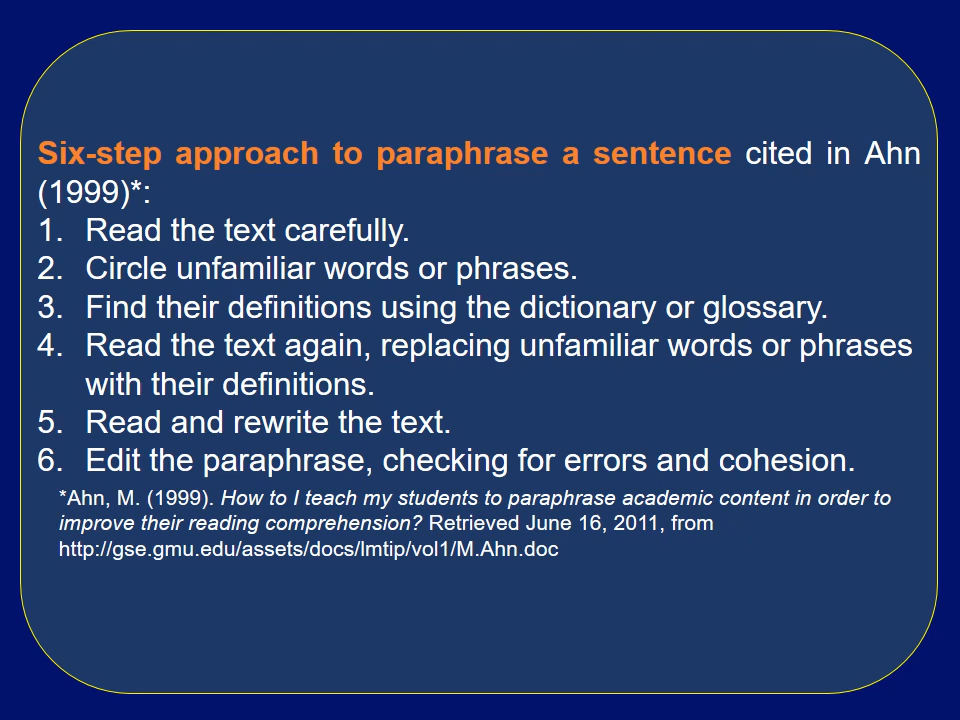 Six-step approach to paraphrase a sentence cited in Ahn
(1999)*:
1. Read the text carefully.
2. Circle unfamiliar words or phrases.
3. Find their definitions using the dictionary or glossary.
4. Read the text again, replacing unfamiliar words or phrases
with their definitions.
5. Read and rewrite the text.
6. Edit the paraphrase, checking for errors and cohesion.
*Ahn, M. (1999). How to I teach my students to paraphrase academic content in order to
improve their reading comprehension? Retrieved June 16, 2011, from
http://gse.gmu.edu/assets/docs/lmtip/vol1/M.Ahn.doc